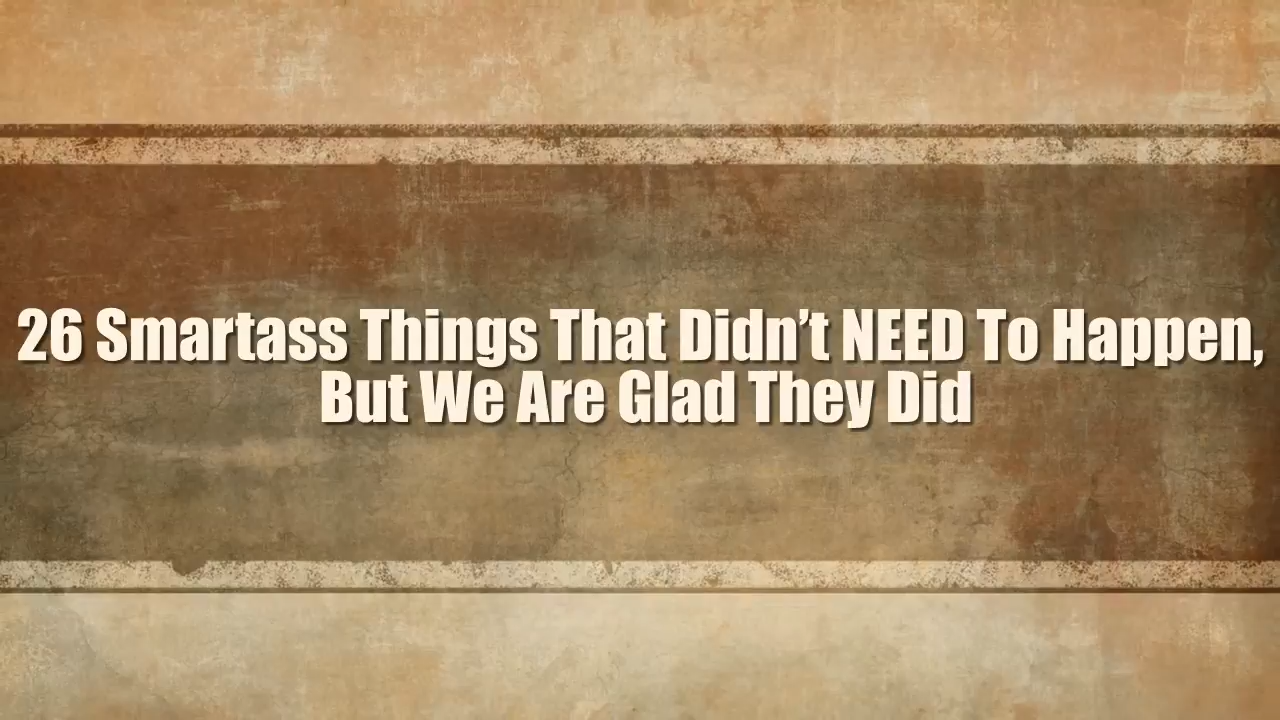 26 Smartass Things That Didn’t NEED To Happen,
But We Are Glad They Did